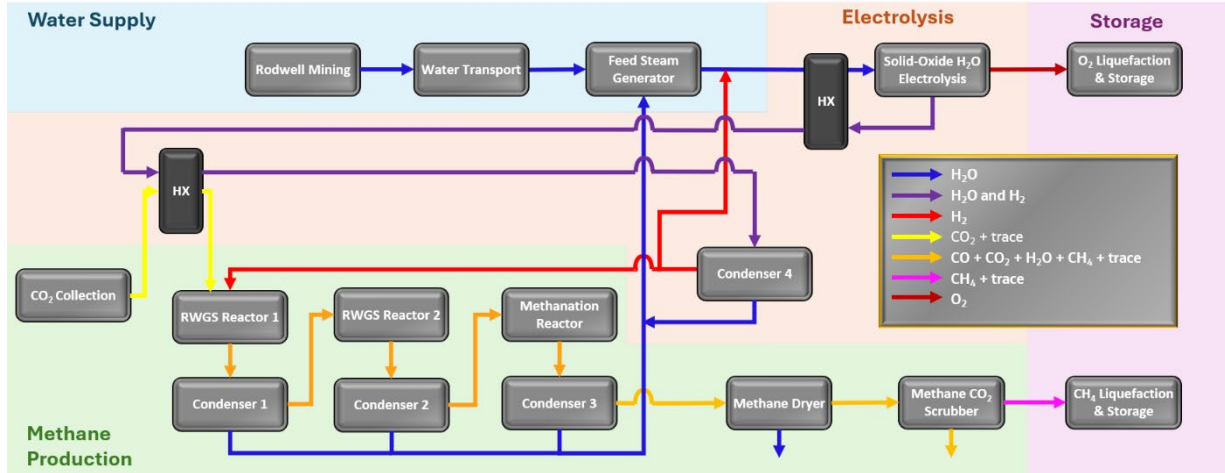 Water Supply
Electrolysis
Storage
Rodwell Mining
Water Transport
Feed Steam
Generator
HX
Solid-Oxide H₂O
Electrolysis
O₂ Liquefaction
& Storage
HX
H₂O
H₂O and H₂
H₂
CO₂ + trace
CO + CO₂ + H₂O + CH₄ + trace
CH₄ + trace
O₂
CO₂ Collection
Condenser 4
RWGS Reactor 1
RWGS Reactor 2
Methanation
Reactor
Condenser 1
Condenser 2
Condenser 3
Methane Dryer
Methane CO₂
Scrubber
CH₄ Liquefaction
& Storage
Methane
Production